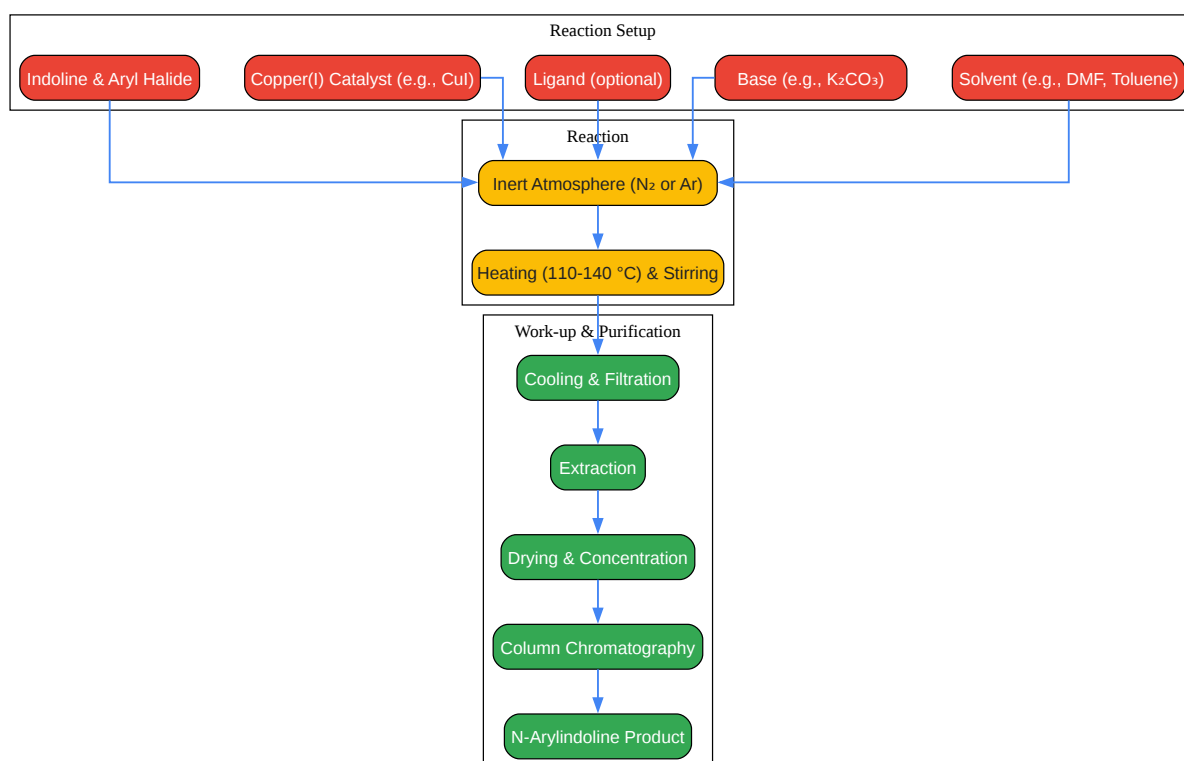 Reaction Setup
Indoline & Aryl Halide
Copper(I) Catalyst (e.g., CuI)
Ligand (optional)
Base (e.g., K₂CO₃)
Solvent (e.g., DMF, Toluene)
Reaction
Inert Atmosphere (N₂ or Ar)
Heating (110-140 °C) & Stirring
Work-up & Purification
Cooling & Filtration
Extraction
Drying & Concentration
Column Chromatography
N-Arylindoline Product